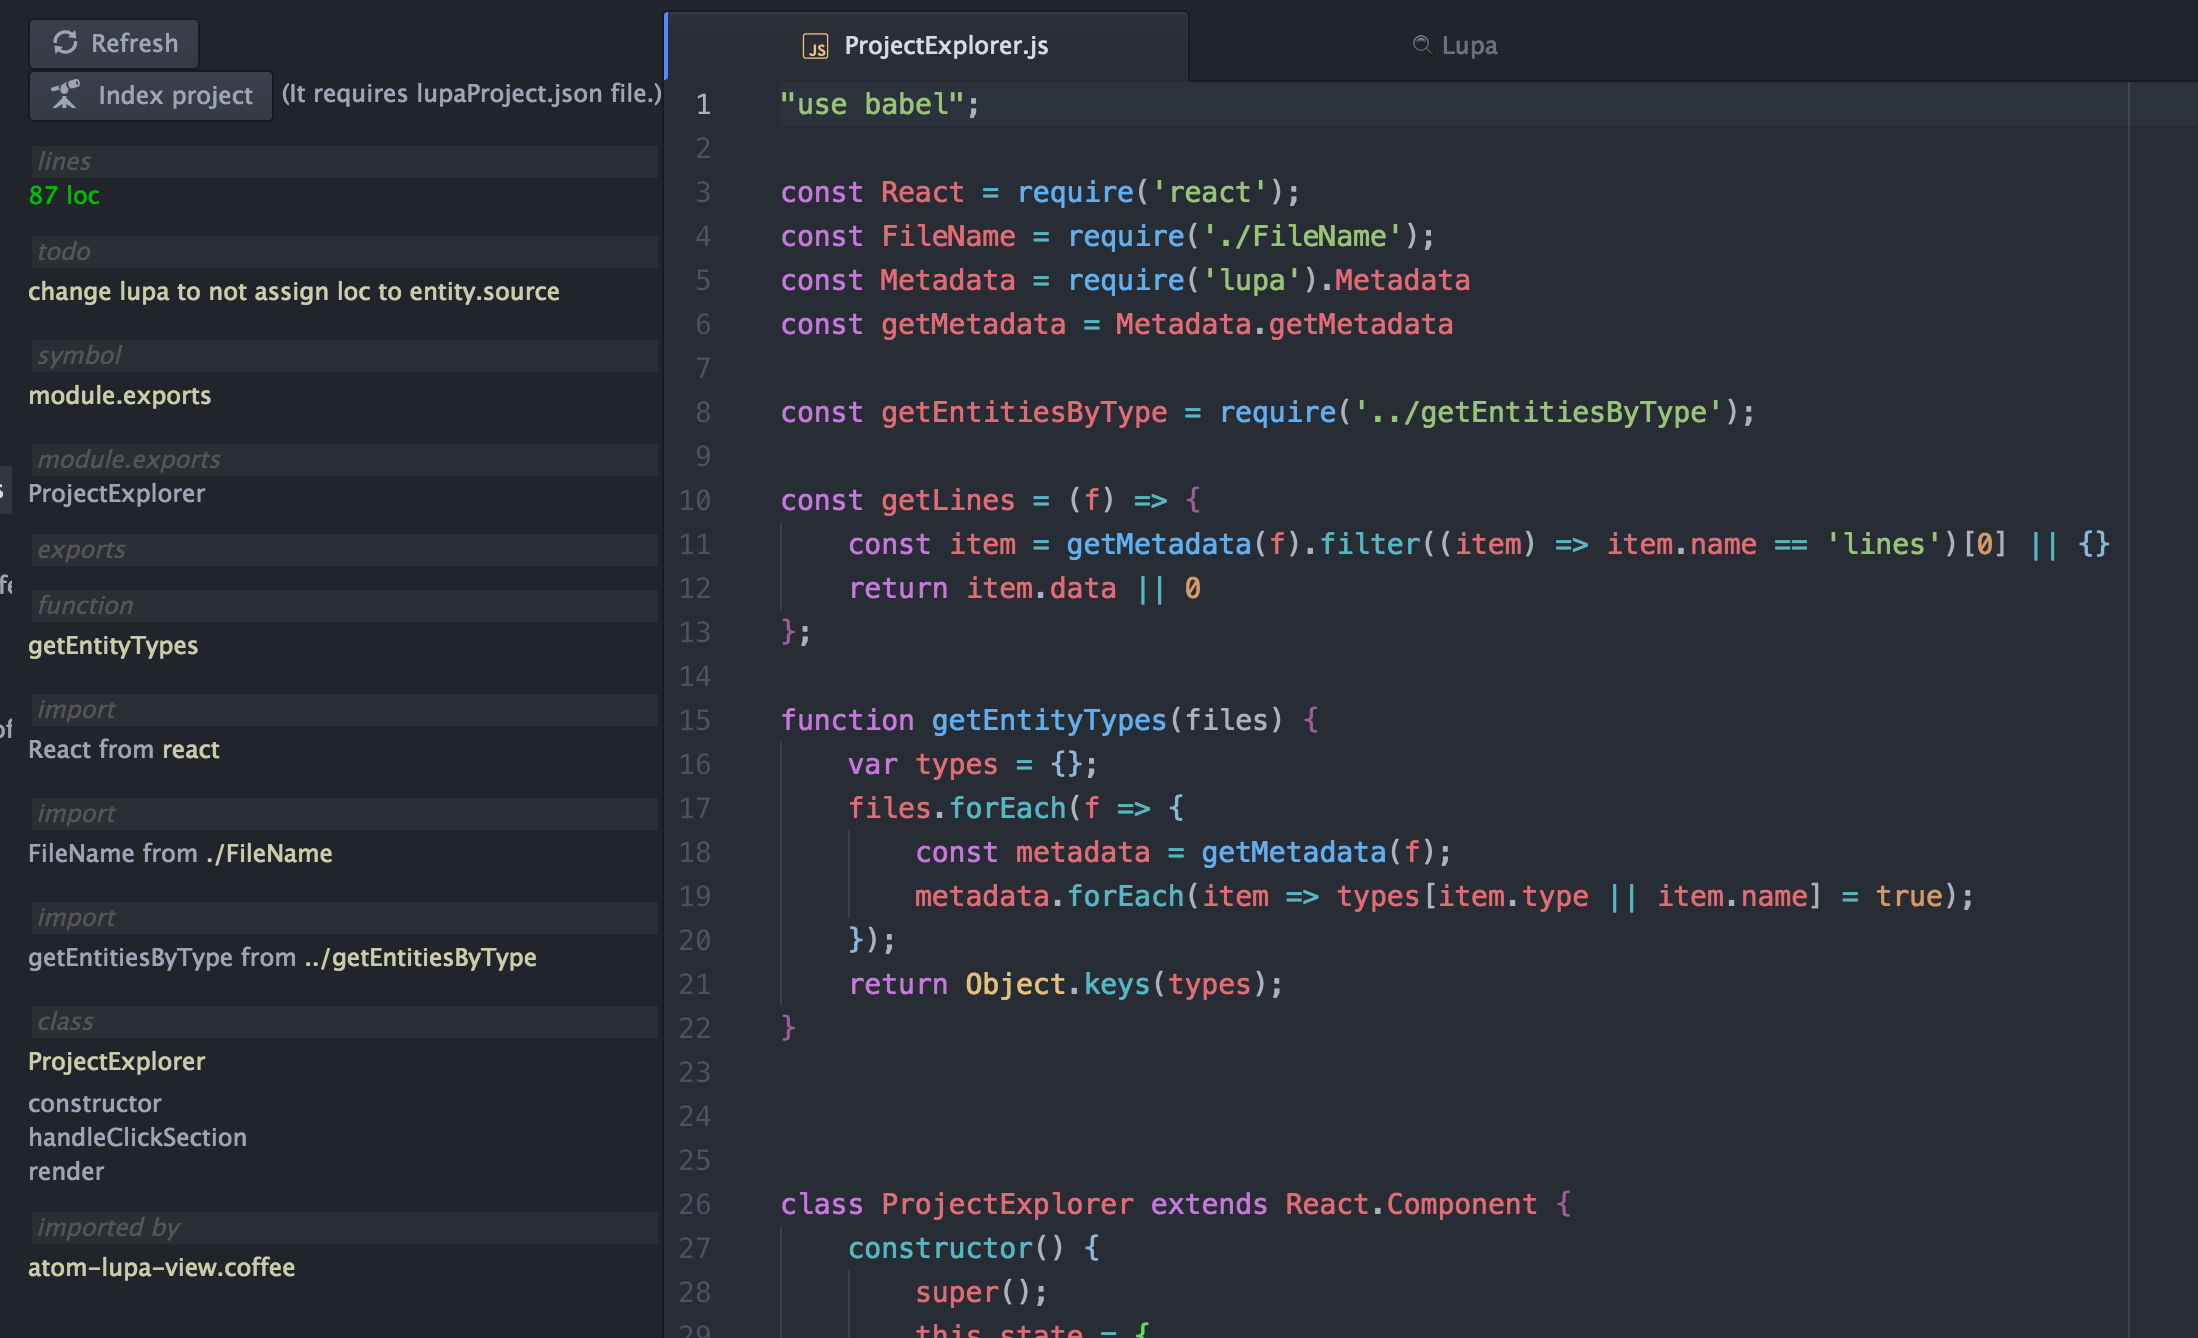 Refresh
Index project (It requires lupaProject.json file.)
lines
87 loc
todo
change lupa to not assign loc to entity.source
symbol
module.exports
module.exports
ProjectExplorer
exports
function
getEntityTypes
import
React from react
import
FileName from ./FileName
import
getEntitiesByType from ../getEntitiesByType
class
ProjectExplorer
constructor
handleClickSection
render
imported by
atom-lupa-view.coffee
JS ProjectExplorer.js
Lupa
1 "use babel";
2
3 const React = require('react');
4 const FileName = require('./FileName');
5 const Metadata = require('lupa').Metadata
6 const getMetadata = Metadata.getMetadata
7
8 const getEntitiesByType = require('../getEntitiesByType');
9
10 const getLines = (f) => {
11     const item = getMetadata(f).filter((item) => item.name == 'lines')[0] || {}
12     return item.data || 0
13 };
14
15 function getEntityTypes(files) {
16     var types = {};
17     files.forEach(f => {
18         const metadata = getMetadata(f);
19         metadata.forEach(item => types[item.type || item.name] = true);
20     });
21     return Object.keys(types);
22 }
23
24
25
26 class ProjectExplorer extends React.Component {
27     constructor() {
28         super();
29         this.state = {